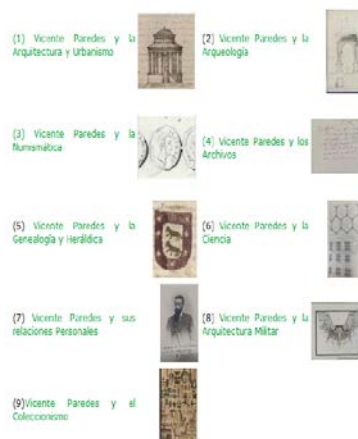 (1) Vicente Paredes y la
Arquitectura y Urbanismo
(2) Vicente Paredes y la
Arqueología
(3) Vicente Paredes y la
Numismática
(4) Vicente Paredes y los
Archivos
(5) Vicente Paredes y la
Genealogía y Heráldica
(6) Vicente Paredes y la
Ciencia
(7) Vicente Paredes y sus
relaciones Personales
(8) Vicente Paredes y la
Arquitectura Militar
(9)Vicente Paredes y el
Coleccionismo